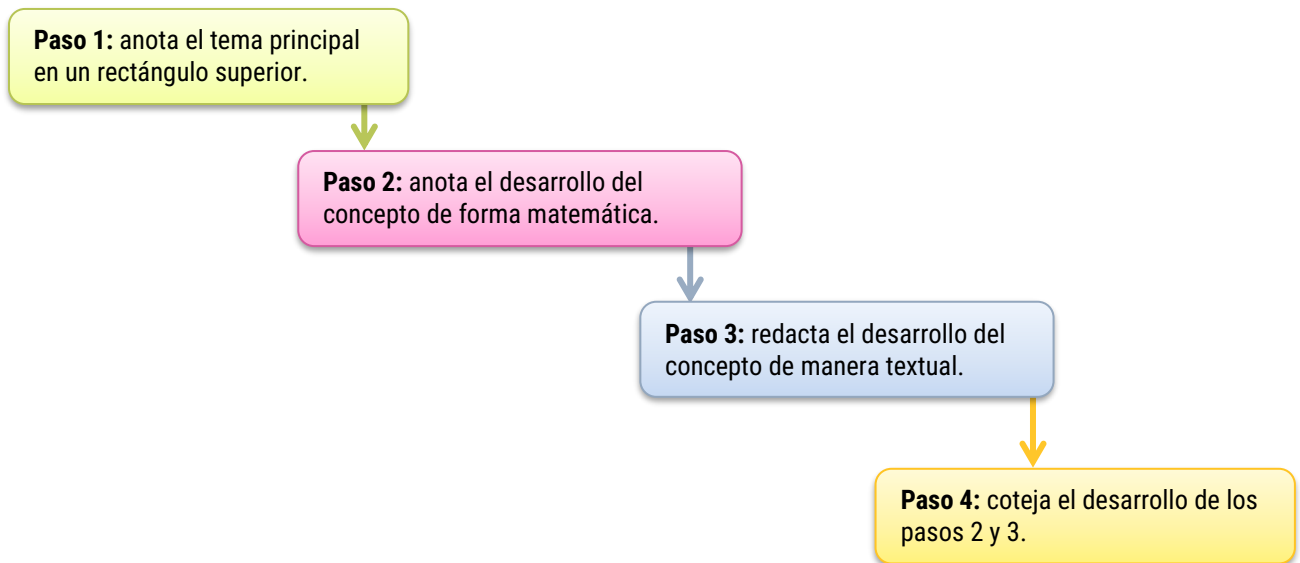 Paso 1: anota el tema principal
en un rectángulo superior.
Paso 2: anota el desarrollo del
concepto de forma matemática.
Paso 3: redacta el desarrollo del
concepto de manera textual.
Paso 4: coteja el desarrollo de los
pasos 2 y 3.